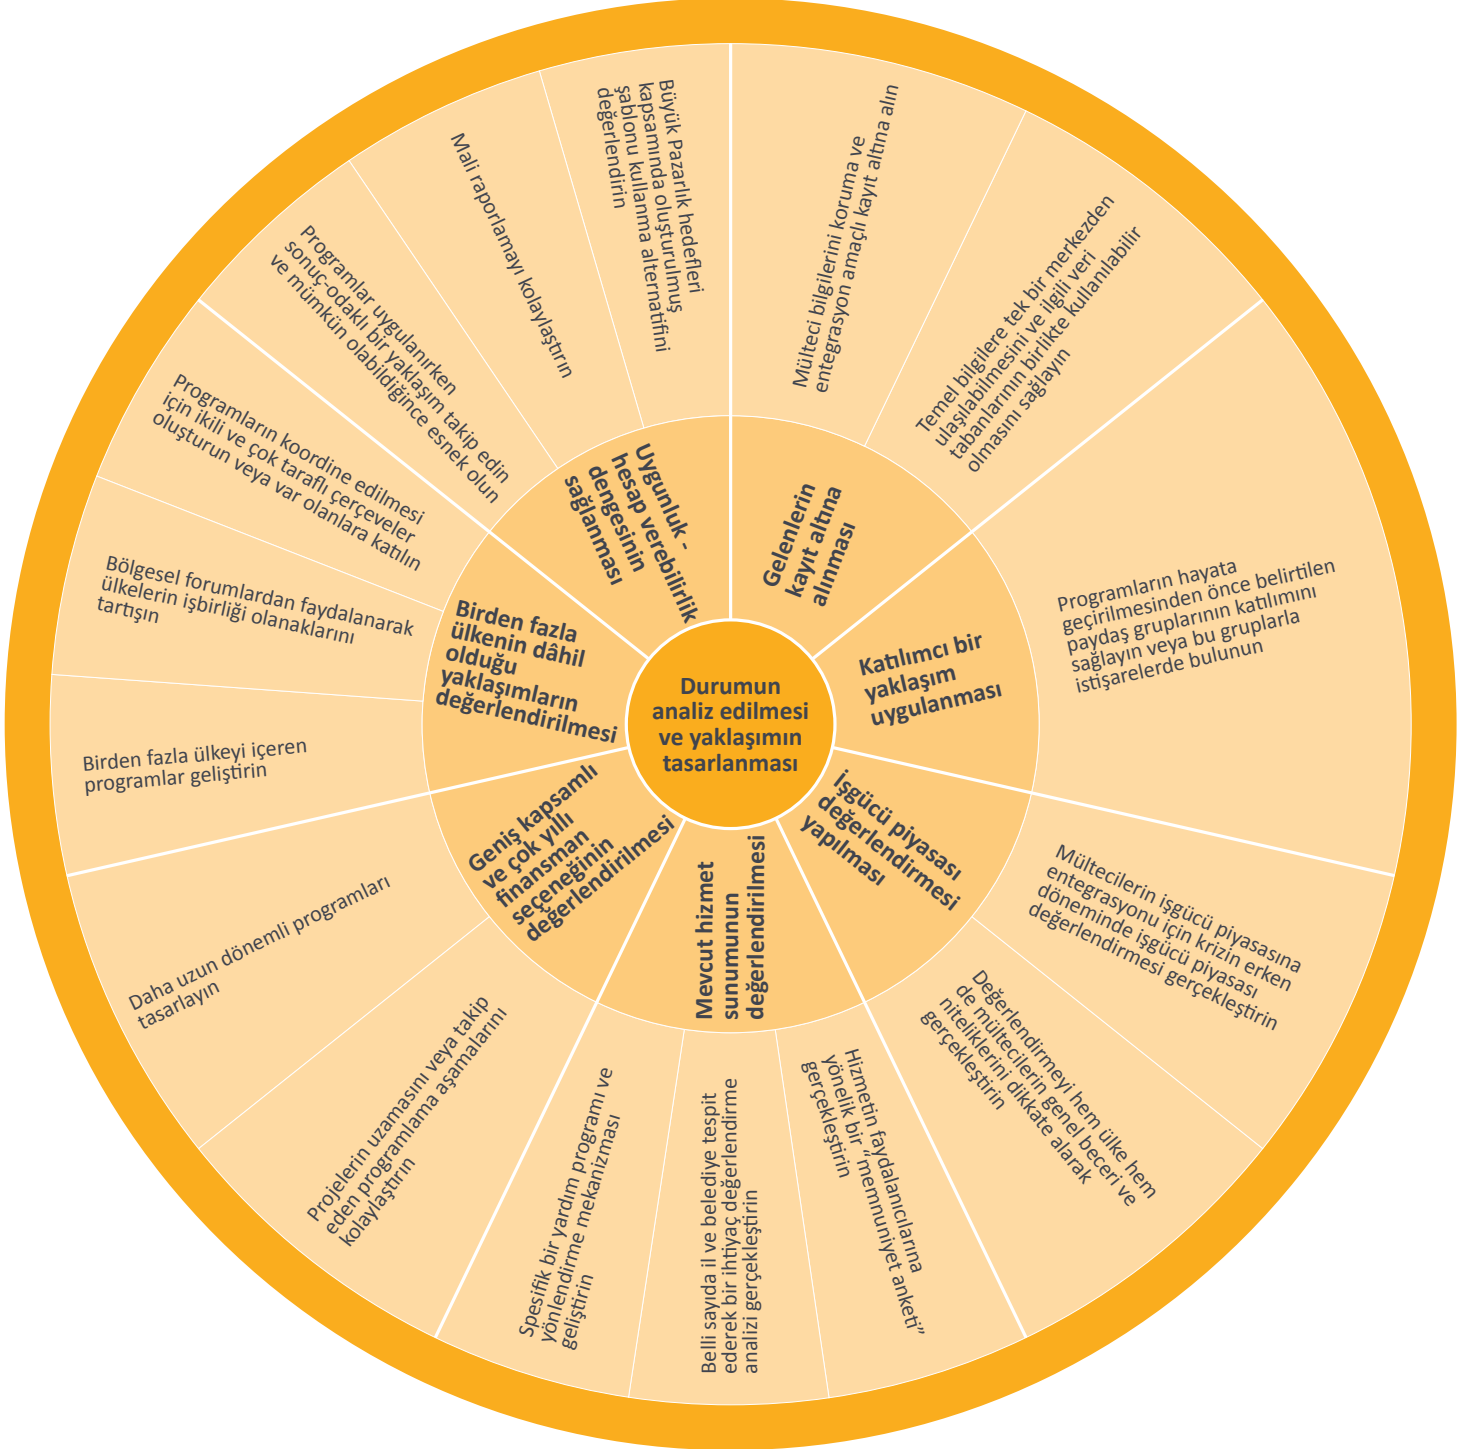 Durumun
analiz edilmesi
ve yaklaşımın
tasarlanması
Gelenlerin
kayıt altına
alınması
Mülteci bilgilerini koruma ve
entegrasyon amaçlı kayıt altına alın
Temel bilgilere tek bir merkezden
ulaşılabilmesini ve ilgili veri
tabanlarının birlikte kullanılabilir
olmasını sağlayın
Katılımcı bir
yaklaşım
uygulanması
Programların hayata
geçirilmesinden önce belirtilen
paydaş gruplarının katılımını
sağlayın veya bu gruplarla
istişarelerde bulunun
İşgücü piyasası
değerlendirmesi
yapılması
Mültecilerin işgücü piyasasına
entegrasyonu için krizin erken
döneminde işgücü piyasası
değerlendirmesi gerçekleştirin
Değerlendirmeyi hem ülke hem
de mültecilerin genel beceri ve
niteliklerini dikkate alarak
gerçekleştirin
Mevcut hizmet
sunumunun
değerlendirilmesi
Hizmetin faydalanıcılarına
yönelik bir “memnuniyet anketi”
gerçekleştirin
Belli sayıda il ve belediye tespit
ederek bir ihtiyaç değerlendirme
analizi gerçekleştirin
Spesifik bir yardım programı ve
yönlendirme mekanizması
geliştirin
Geniş kapsamlı
ve çok yıllı
finansman
seçeneğinin
değerlendirilmesi
Projelerin uzamasını veya takip
eden programlama aşamalarını
kolaylaştırın
Daha uzun dönemli programları
tasarlayın
Birden fazla
ülkenin dâhil
olduğu
yaklaşımların
değerlendirilmesi
Birden fazla ülkeyi içeren
programlar geliştirin
Bölgesel forumlardan faydalanarak
ülkelerin işbirliği olanaklarını
tartışın
Programların koordine edilmesi
için ikili ve çok taraflı çerçeveler
oluşturun veya var olanlara katılın
Uygunluk -
hesap verebilirlik
dengesinin
sağlanması
Programlar uygulanırken
sonuç-odaklı bir yaklaşım takip edin
ve mümkün olabildiğince esnek olun
Mali raporlamayı kolaylaştırın
Büyük Pazarlık hedefleri
kapsamında oluşturulmuş
şablonu kullanma alternatifini
değerlendirin